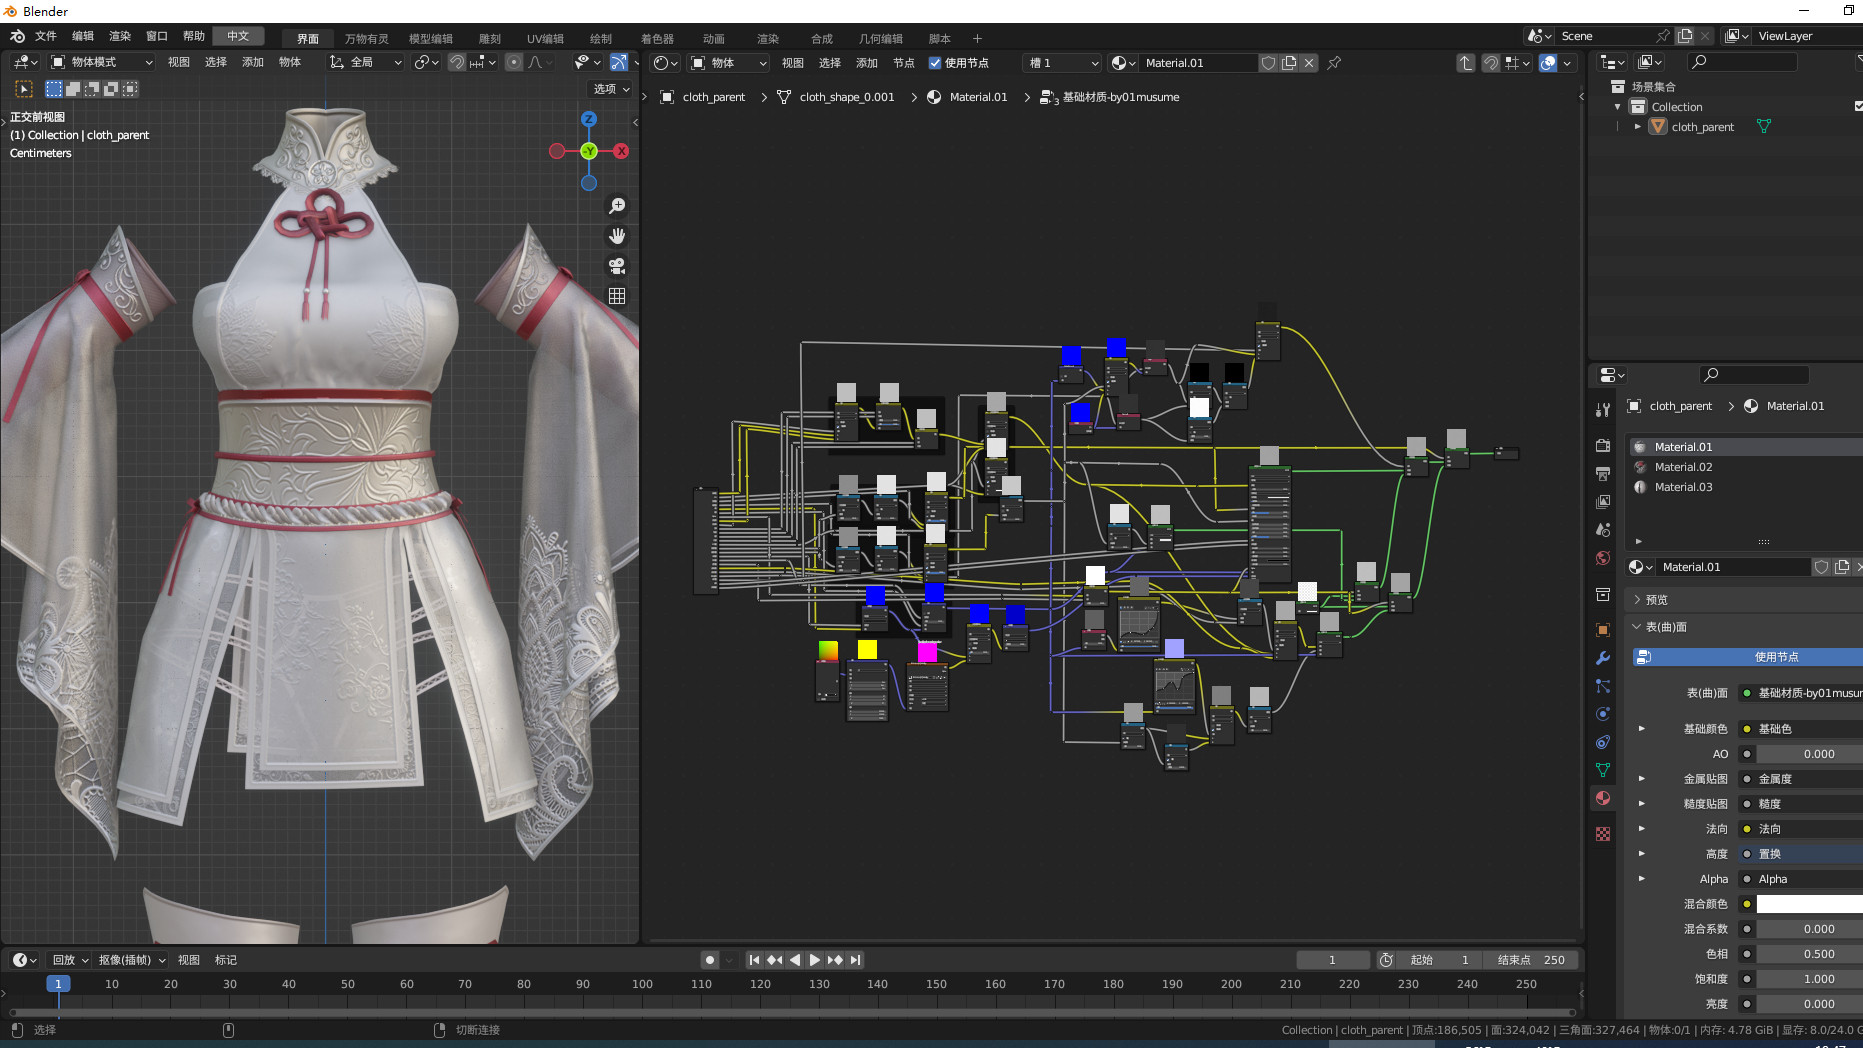 Blender
文件 编辑 渲染 窗口 帮助 中文 界面 万物有灵 模型编辑 雕刻 UV编辑 绘制 着色器 动画 渲染 合成 几何编辑 脚本 + Scene ViewLayer
物体模式 视图 选择 添加 物体 全局 物体 视图 选择 添加 节点 使用节点 槽 1 Material.01
选项
正交前视图
(1) Collection | cloth_parent
Centimeters
Z
-Y
X
cloth_parent > cloth_shape_0.001 > Material.01 > 3 基础材质-by01musume
场景集合
Collection
cloth_parent
cloth_parent > Material.01
Material.01
Material.02
Material.03
Material.01
预览
表(曲)面
使用节点
表(曲)面 基础材质-by01musum
基础颜色 基础色
AO 0.000
金属贴图 金属度
糙度贴图 糙度
法向 法向
高度 置换
Alpha Alpha
混合颜色
混合系数 0.000
色相 0.500
饱和度 1.000
亮度 0.000
回放 抠像(插帧) 视图 标记 1 起始 1 结束点 250
1 10 20 30 40 50 60 70 80 90 100 110 120 130 140 150 160 170 180 190 200 210 220 230 240 250
选择 切断连接 Collection | cloth_parent | 顶点:186,505 | 面:324,042 | 三角面:327,464 | 物体:0/1 | 内存: 4.78 GiB | 显存: 8.0/24.0 G